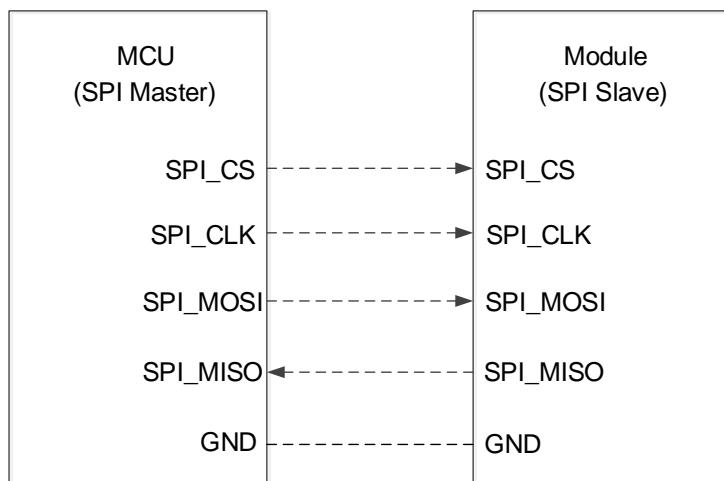 MCU
(SPI Master)
Module
(SPI Slave)
SPI_CS
SPI_CS
SPI_CLK
SPI_CLK
SPI_MOSI
SPI_MOSI
SPI_MISO
SPI_MISO
GND
GND